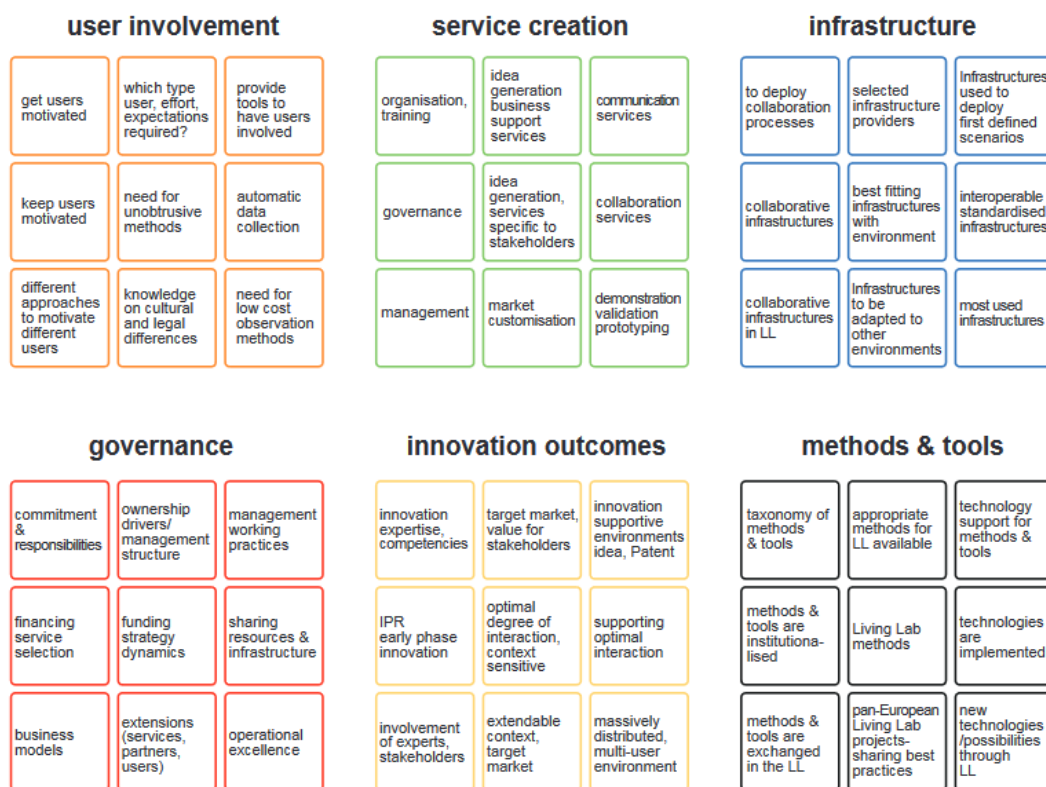 user involvement
get users
motivated
which type
user, effort,
expectations
required?
provide
tools to
have users
involved
keep users
motivated
need for
unobtrusive
methods
automatic
data
collection
different
approaches
to motivate
different
users
knowledge
on cultural
and legal
differences
need for
low cost
observation
methods
service creation
organisation,
training
idea
generation
business
support
services
communication
services
governance
idea
generation,
services
specific to
stakeholders
collaboration
services
management
market
customisation
demonstration
validation
prototyping
infrastructure
to deploy
collaboration
processes
selected
infrastructure
providers
Infrastructures
used to
deploy
first defined
scenarios
collaborative
infrastructures
best fitting
infrastructures
with
environment
interoperable
standardised
infrastructures
collaborative
infrastructures
in LL
Infrastructures
to be
adapted to
other
environments
most used
infrastructures
governance
commitment
&
responsibilities
ownership
drivers/
management
structure
management
working
practices
financing
service
selection
funding
strategy
dynamics
sharing
resources &
infrastructure
business
models
extensions
(services,
partners,
users)
operational
excellence
innovation outcomes
innovation
expertise,
competencies
target market,
value for
stakeholders
innovation
supportive
environments
idea, Patent
IPR
early phase
innovation
optimal
degree of
interaction,
context
sensitive
supporting
optimal
interaction
involvement
of experts,
stakeholders
extendable
context,
target
market
massively
distributed,
multi-user
environment
methods & tools
taxonomy of
methods
& tools
appropriate
methods for
LL available
technology
support for
methods &
tools
methods &
tools are
institutiona-
lised
Living Lab
methods
technologies
are
implemented
methods &
tools are
exchanged
in the LL
pan-European
Living Lab
projects-
sharing best
practices
new
technologies
/possibilities
through
LL